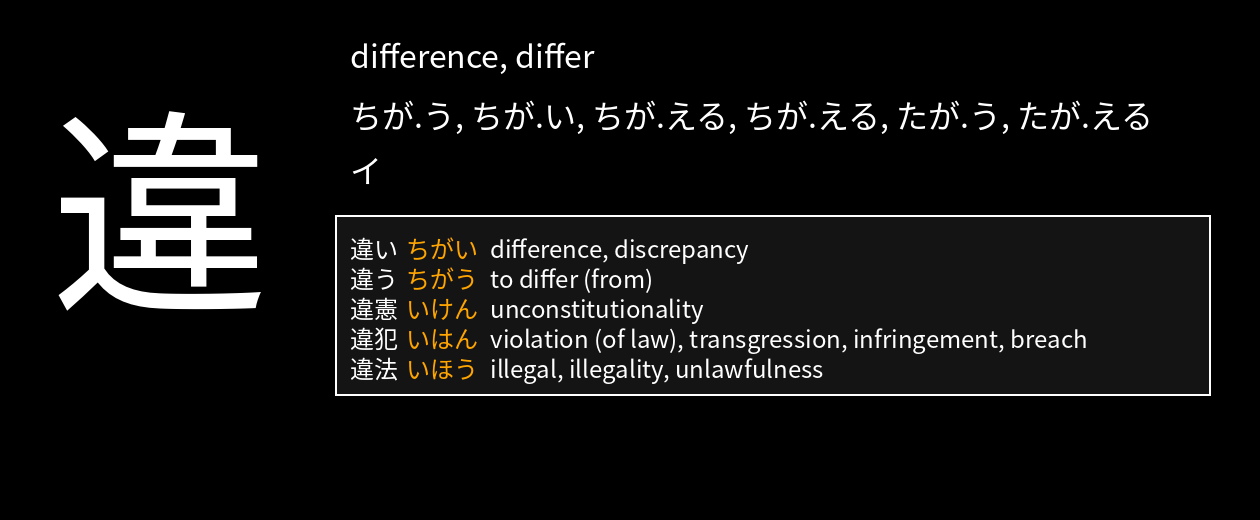 違
difference, differ
ちが.う, ちが.い, ちが.える, ちが.える, たが.う, たが.える
イ
違い ちがい difference, discrepancy
違う ちがう to differ (from)
違憲 いけん unconstitutionality
違犯 いはん violation (of law), transgression, infringement, breach
違法 いほう illegal, illegality, unlawfulness